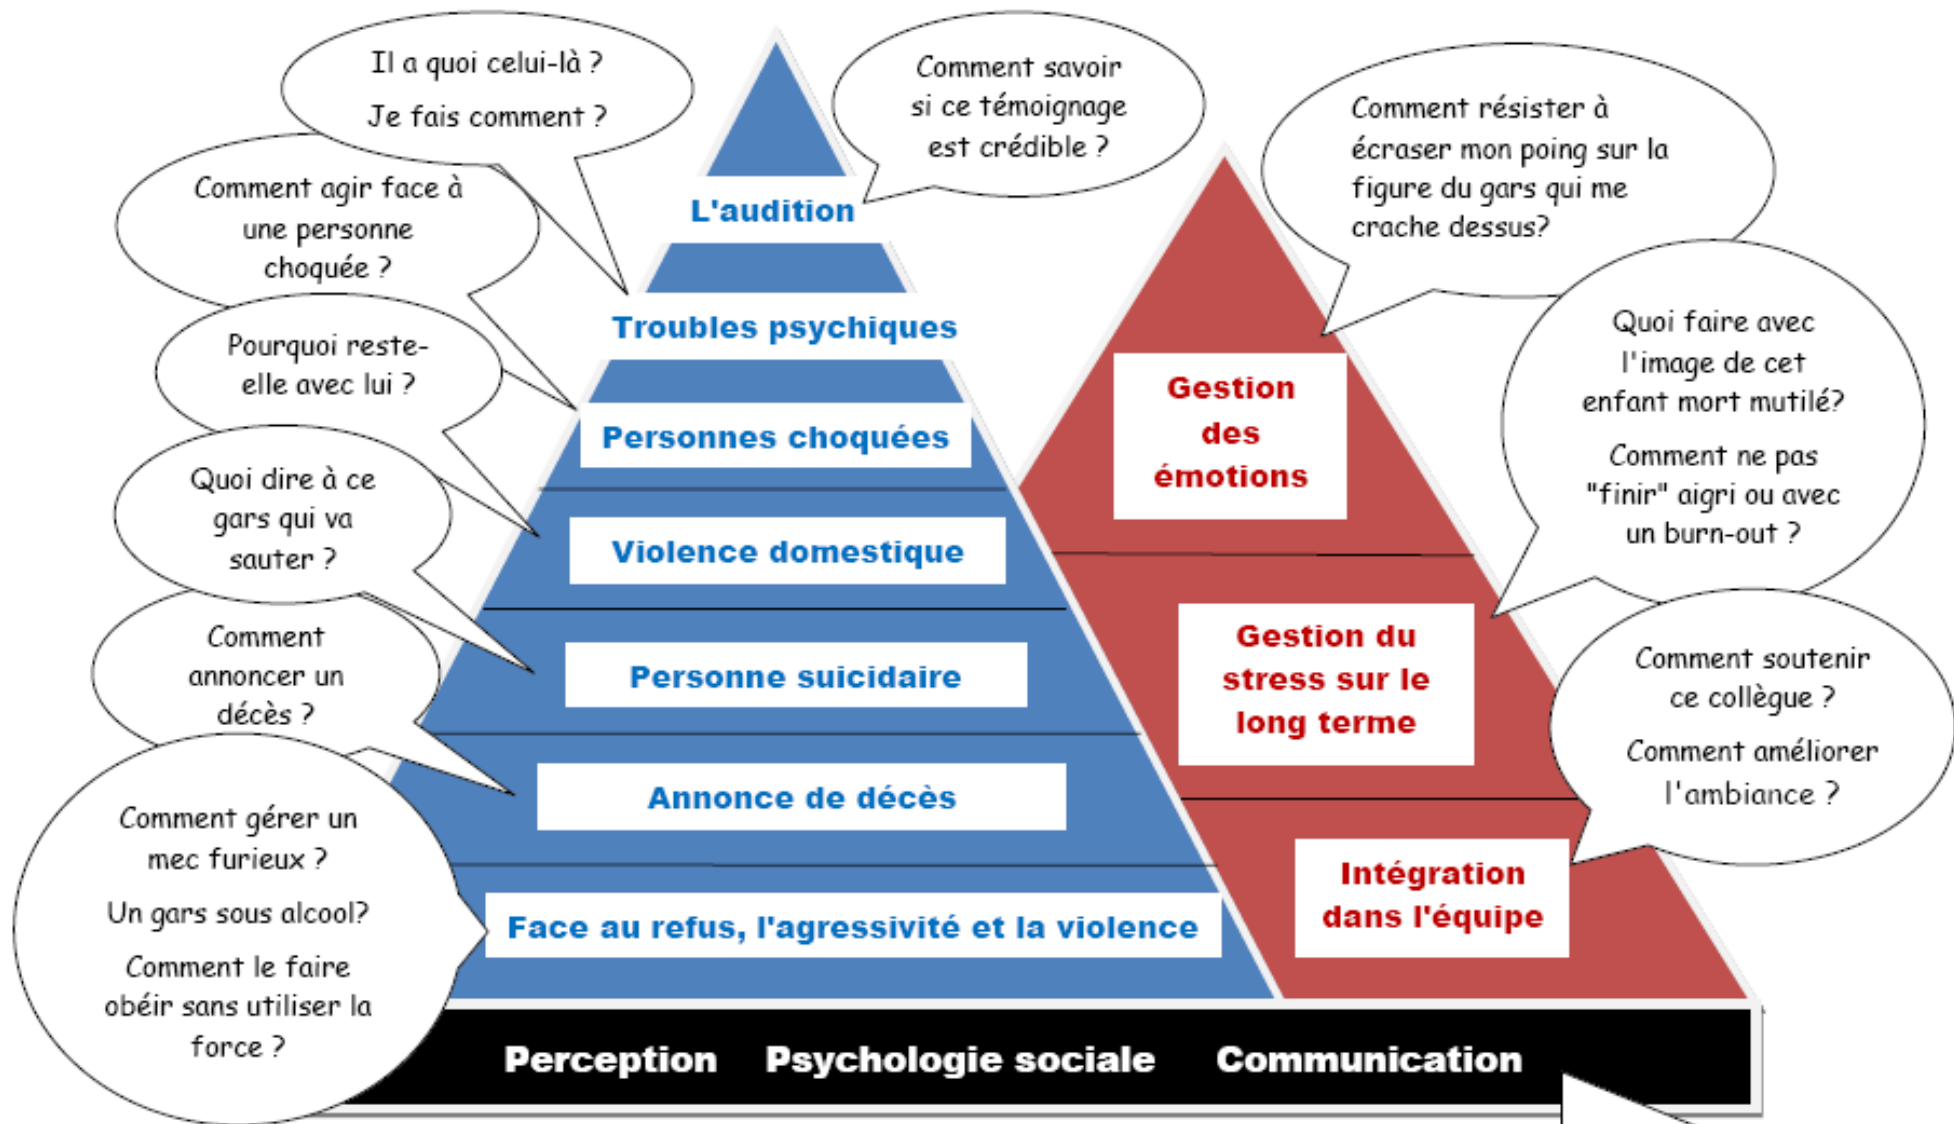 Il a quoi celui-là ?
Je fais comment ?
Comment savoir
si ce témoignage
est crédible ?
Comment résister à
écraser mon poing sur la
figure du gars qui me
crache dessus?
Comment agir face à
une personne
choquée ?
L'audition
Troubles psychiques
Pourquoi reste-
elle avec lui ?
Quoi faire avec
l'image de cet
enfant mort mutilé?
Comment ne pas
"finir" aigri ou avec
un burn-out ?
Gestion
des
émotions
Personnes choquées
Quoi dire à ce
gars qui va
sauter ?
Violence domestique
Comment
annoncer un
décès ?
Personne suicidaire
Gestion du
stress sur le
long terme
Comment soutenir
ce collègue ?
Comment améliorer
l'ambiance ?
Annonce de décès
Comment gérer un
mec furieux ?
Un gars sous alcool?
Comment le faire
obéir sans utiliser la
force ?
Face au refus, l'agressivité et la violence
Intégration
dans l'équipe
Perception Psychologie sociale Communication